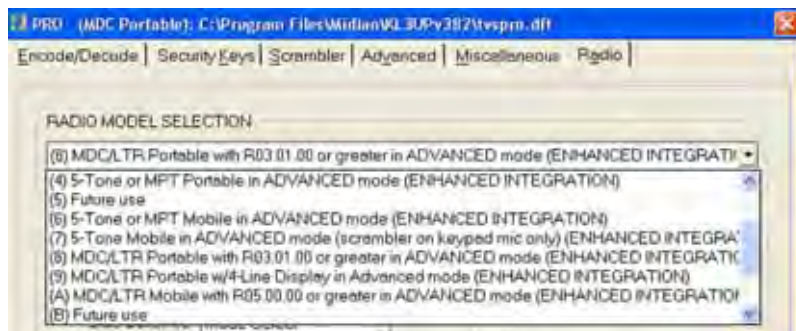 PRO (MDC Portable): C:\Program Files\Midian\KL3UPv382\tvspro.dft
Encode/Decode Security Keys Scrambler Advanced Miscellaneous Radio
RADIO MODEL SELECTION
(8) MDC/LTR Portable with R03.01.00 or greater in ADVANCED mode (ENHANCED INTEGRATI
(4) 5-Tone or MPT Portable in ADVANCED mode (ENHANCED INTEGRATION)
(5) Future use
(6) 5-Tone or MPT Mobile in ADVANCED mode (ENHANCED INTEGRATION)
(7) 5-Tone Mobile in ADVANCED mode (scrambler on keypad mic only) (ENHANCED INTEGRA
(8) MDC/LTR Portable with R03.01.00 or greater in ADVANCED mode (ENHANCED INTEGRATIO
(9) MDC/LTR Portable w/4-Line Display in Advanced mode (ENHANCED INTEGRATION)
(A) MDC/LTR Mobile with R05.00.00 or greater in ADVANCED mode (ENHANCED INTEGRATION
(B) Future use